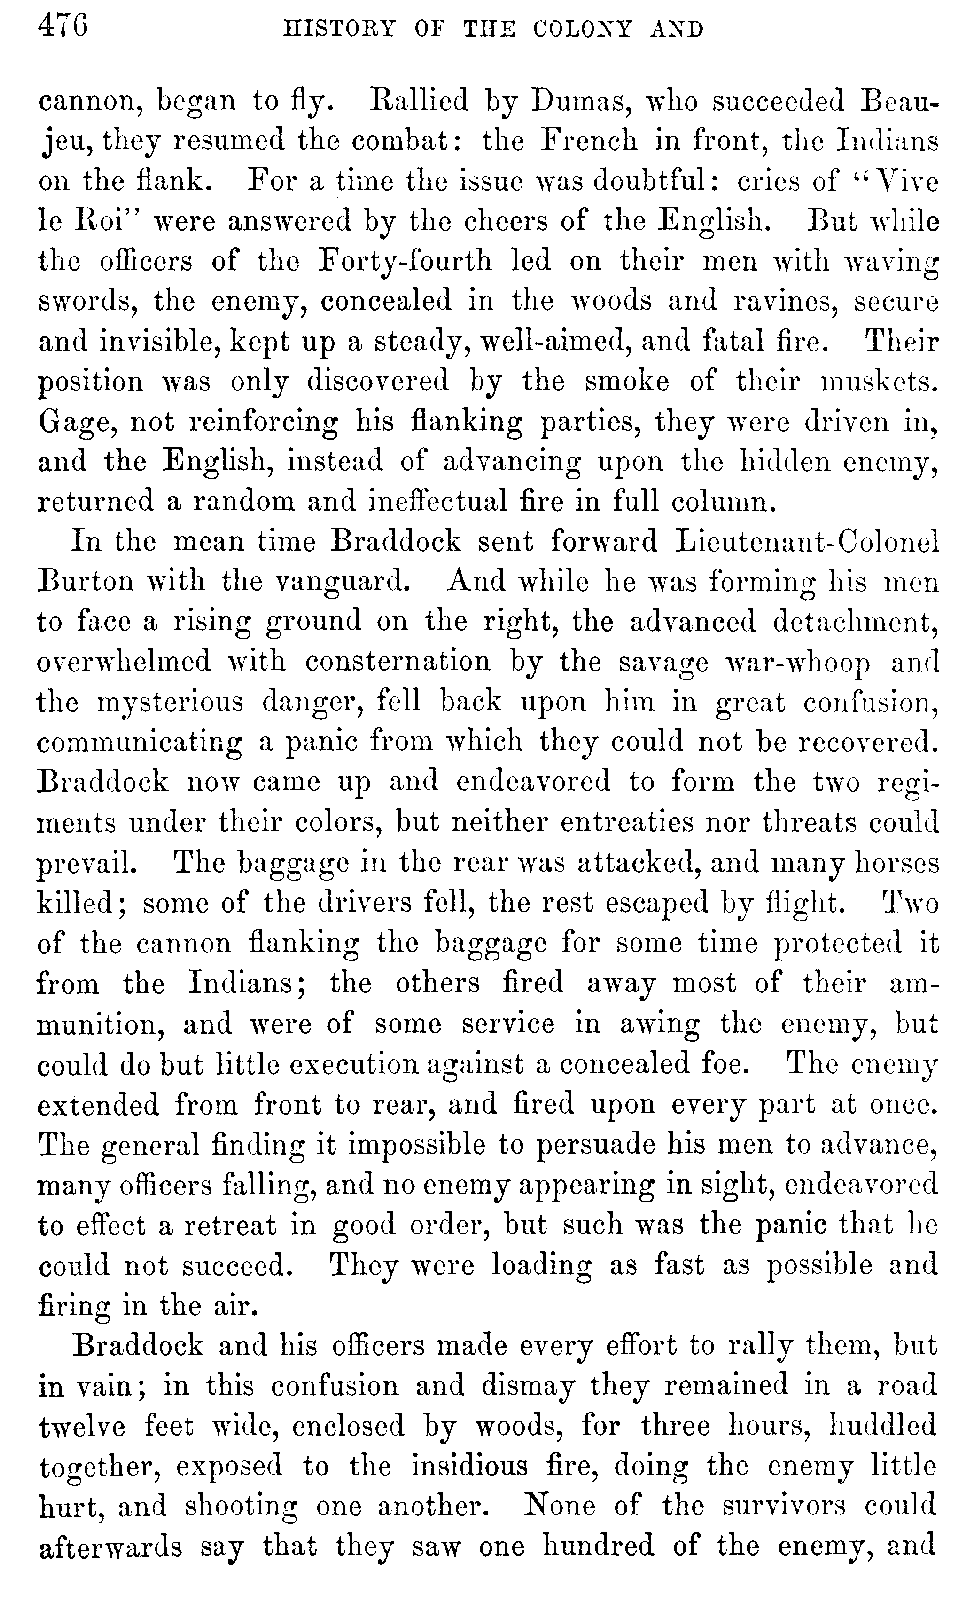 476 HISTORY OF THE COLONY AND
cannon, began to fly. Rallied by Dumas, who succeeded Beau-
jeu, they resumed the combat: the French in front, the Indians
on the flank. For a time the issue was doubtful: cries of “Vive
le Roi” were answered by the cheers of the English. But while
the officers of the Forty-fourth led on their men with waving
swords, the enemy, concealed in the woods and ravines, secure
and invisible, kept up a steady, well-aimed, and fatal fire. Their
position was only discovered by the smoke of their muskets.
Gage, not reinforcing his flanking parties, they were driven in,
and the English, instead of advancing upon the hidden enemy,
returned a random and ineffectual fire in full column.
In the mean time Braddock sent forward Lieutenant-Colonel
Burton with the vanguard. And while he was forming his men
to face a rising ground on the right, the advanced detachment,
overwhelmed with consternation by the savage war-whoop and
the mysterious danger, fell back upon him in great confusion,
communicating a panic from which they could not be recovered.
Braddock now came up and endeavored to form the two regi-
ments under their colors, but neither entreaties nor threats could
prevail. The baggage in the rear was attacked, and many horses
killed; some of the drivers fell, the rest escaped by flight. Two
of the cannon flanking the baggage for some time protected it
from the Indians; the others fired away most of their am-
munition, and were of some service in awing the enemy, but
could do but little execution against a concealed foe. The enemy
extended from front to rear, and fired upon every part at once.
The general finding it impossible to persuade his men to advance,
many officers falling, and no enemy appearing in sight, endeavored
to effect a retreat in good order, but such was the panic that he
could not succeed. They were loading as fast as possible and
firing in the air.
Braddock and his officers made every effort to rally them, but
in vain; in this confusion and dismay they remained in a road
twelve feet wide, enclosed by woods, for three hours, huddled
together, exposed to the insidious fire, doing the enemy little
hurt, and shooting one another. None of the survivors could
afterwards say that they saw one hundred of the enemy, and